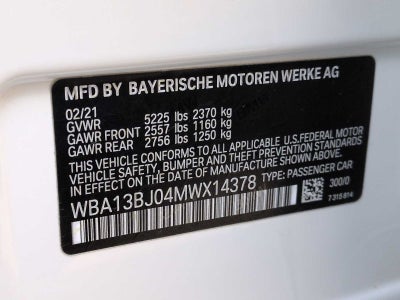 MFD BY BAYERISCHE MOTOREN WERKE AG
02/21
GVWR 5225 lbs 2370 kg
GAWR FRONT 2557 lbs 1160 kg
GAWR REAR 2756 lbs 1250 kg
THIS VEHICLE CONFORMS TO ALL APPLICABLE U.S.FEDERAL MOTOR
VEHICLE SAFETY, BUMPER, AND THEFT PREVENTION STANDARDS
IN EFFECT ON THE DATE OF MANUFACTURE SHOWN ABOVE.
WBA13BJ04MWX14378 TYPE: PASSENGER CAR
300/0
7315814